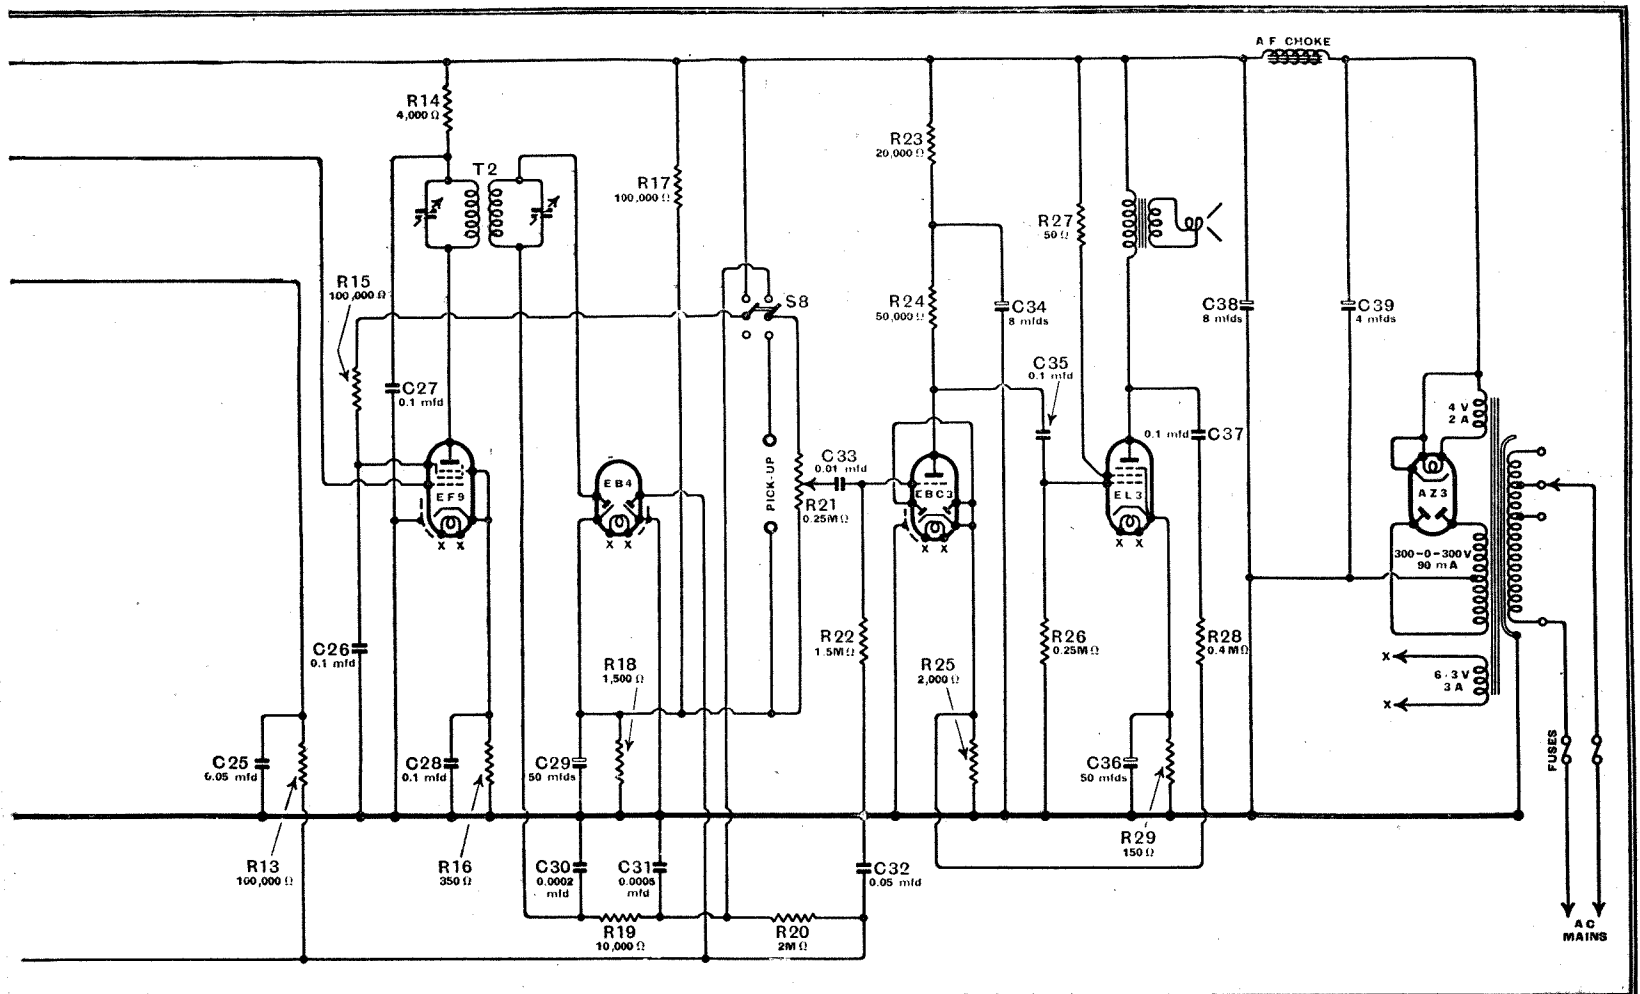 A F CHOKE
R14
4,000 Ω
T2
R17
100,000 Ω
R23
20,000 Ω
R27
50 Ω
R15
100,000 Ω
S8
R24
50,000 Ω
C34
8 mfds
C38
8 mfds
C39
4 mfds
C27
0.1 mfd
C35
0.1 mfd
0.1 mfd
C37
4 V
2 A
PICK-UP
C33
0.01 mfd
R21
0.25MΩ
EF9
EB4
EBC3
EL3
AZ3
X X
X X
X X
X X
300-0-300V
90 mA
C26
0.1 mfd
R18
1,500 Ω
R22
1.5MΩ
R25
2,000 Ω
R26
0.25MΩ
R28
0.4MΩ
X
6·3 V
3 A
X
C25
0.05 mfd
C28
0.1 mfd
C29
50 mfds
C36
50 mfds
FUSES
R13
100,000 Ω
R16
350Ω
C30
0.0002
mfd
C31
0.0005
mfd
C32
0.05 mfd
R29
150 Ω
R19
10,000 Ω
R20
2M Ω
AC
MAINS